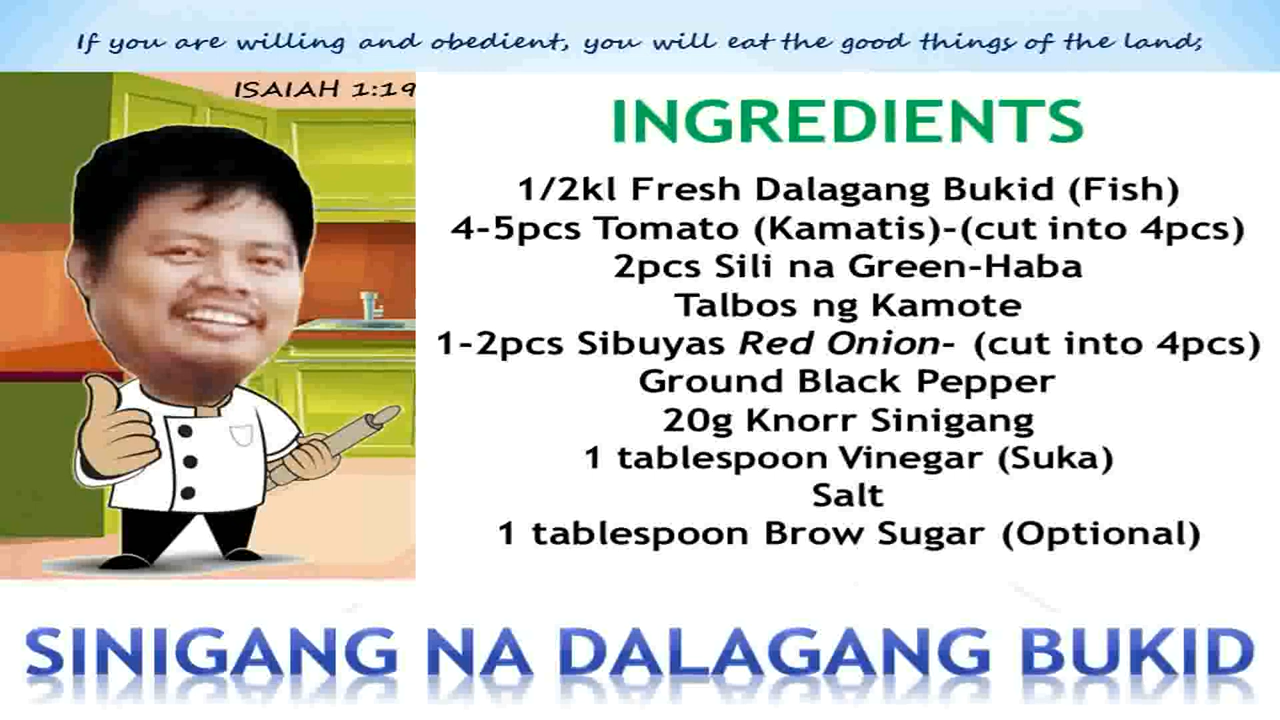 If you are willing and obedient, you will eat the good things of the land;
ISAIAH 1:19
INGREDIENTS
1/2kl Fresh Dalagang Bukid (Fish)
4-5pcs Tomato (Kamatis)-(cut into 4pcs)
2pcs Sili na Green-Haba
Talbos ng Kamote
1-2pcs Sibuyas Red Onion- (cut into 4pcs)
Ground Black Pepper
20g Knorr Sinigang
1 tablespoon Vinegar (Suka)
Salt
1 tablespoon Brow Sugar (Optional)
SINIGANG NA DALAGANG BUKID